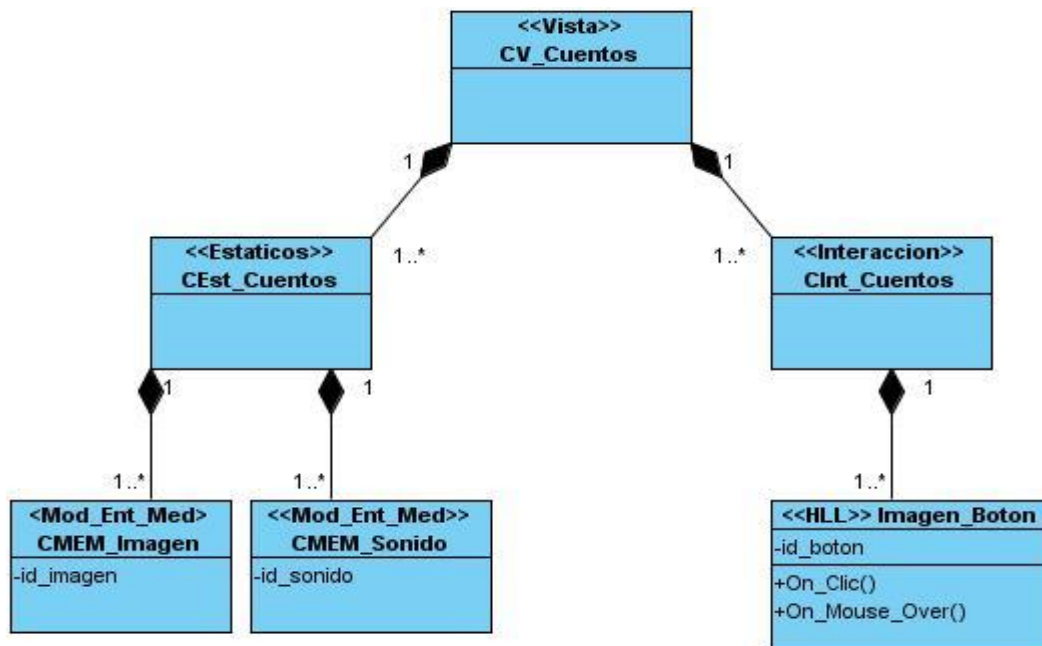 <<Vista>>
CV_Cuentos
1
1
<<Estaticos>>
CEst_Cuentos
1..*
1..*
<<Interaccion>>
CInt_Cuentos
1
1
1
1..*
1..*
1..*
<Mod_Ent_Med>
CMEM_Imagen
-id_imagen
<<Mod_Ent_Med>>
CMEM_Sonido
-id_sonido
<<HLL>> Imagen_Boton
-id_boton
+On_Clic()
+On_Mouse_Over()